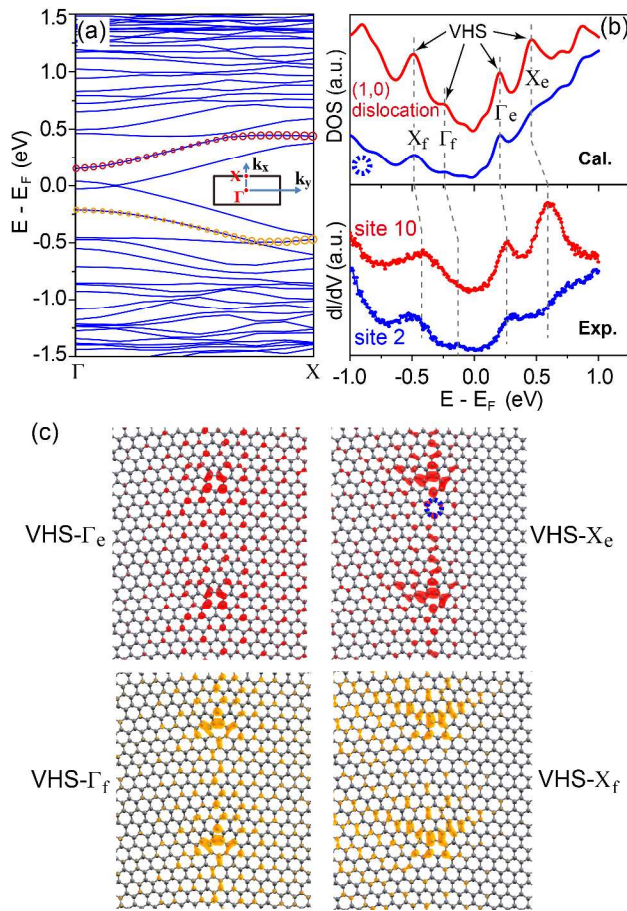 (a)
E - E_F (eV)
1.5
1.0
0.5
0.0
-0.5
-1.0
-1.5
Γ
X
k_x
X
Γ
k_y
(b)
DOS (a.u.)
VHS
(1,0)
dislocation
X_f
Γ_f
Γ_e
X_e
Cal.
dI/dV (a.u.)
site 10
site 2
Exp.
-1.0
-0.5
0.0
0.5
1.0
E - E_F (eV)
(c)
VHS-Γ_e
VHS-X_e
VHS-Γ_f
VHS-X_f